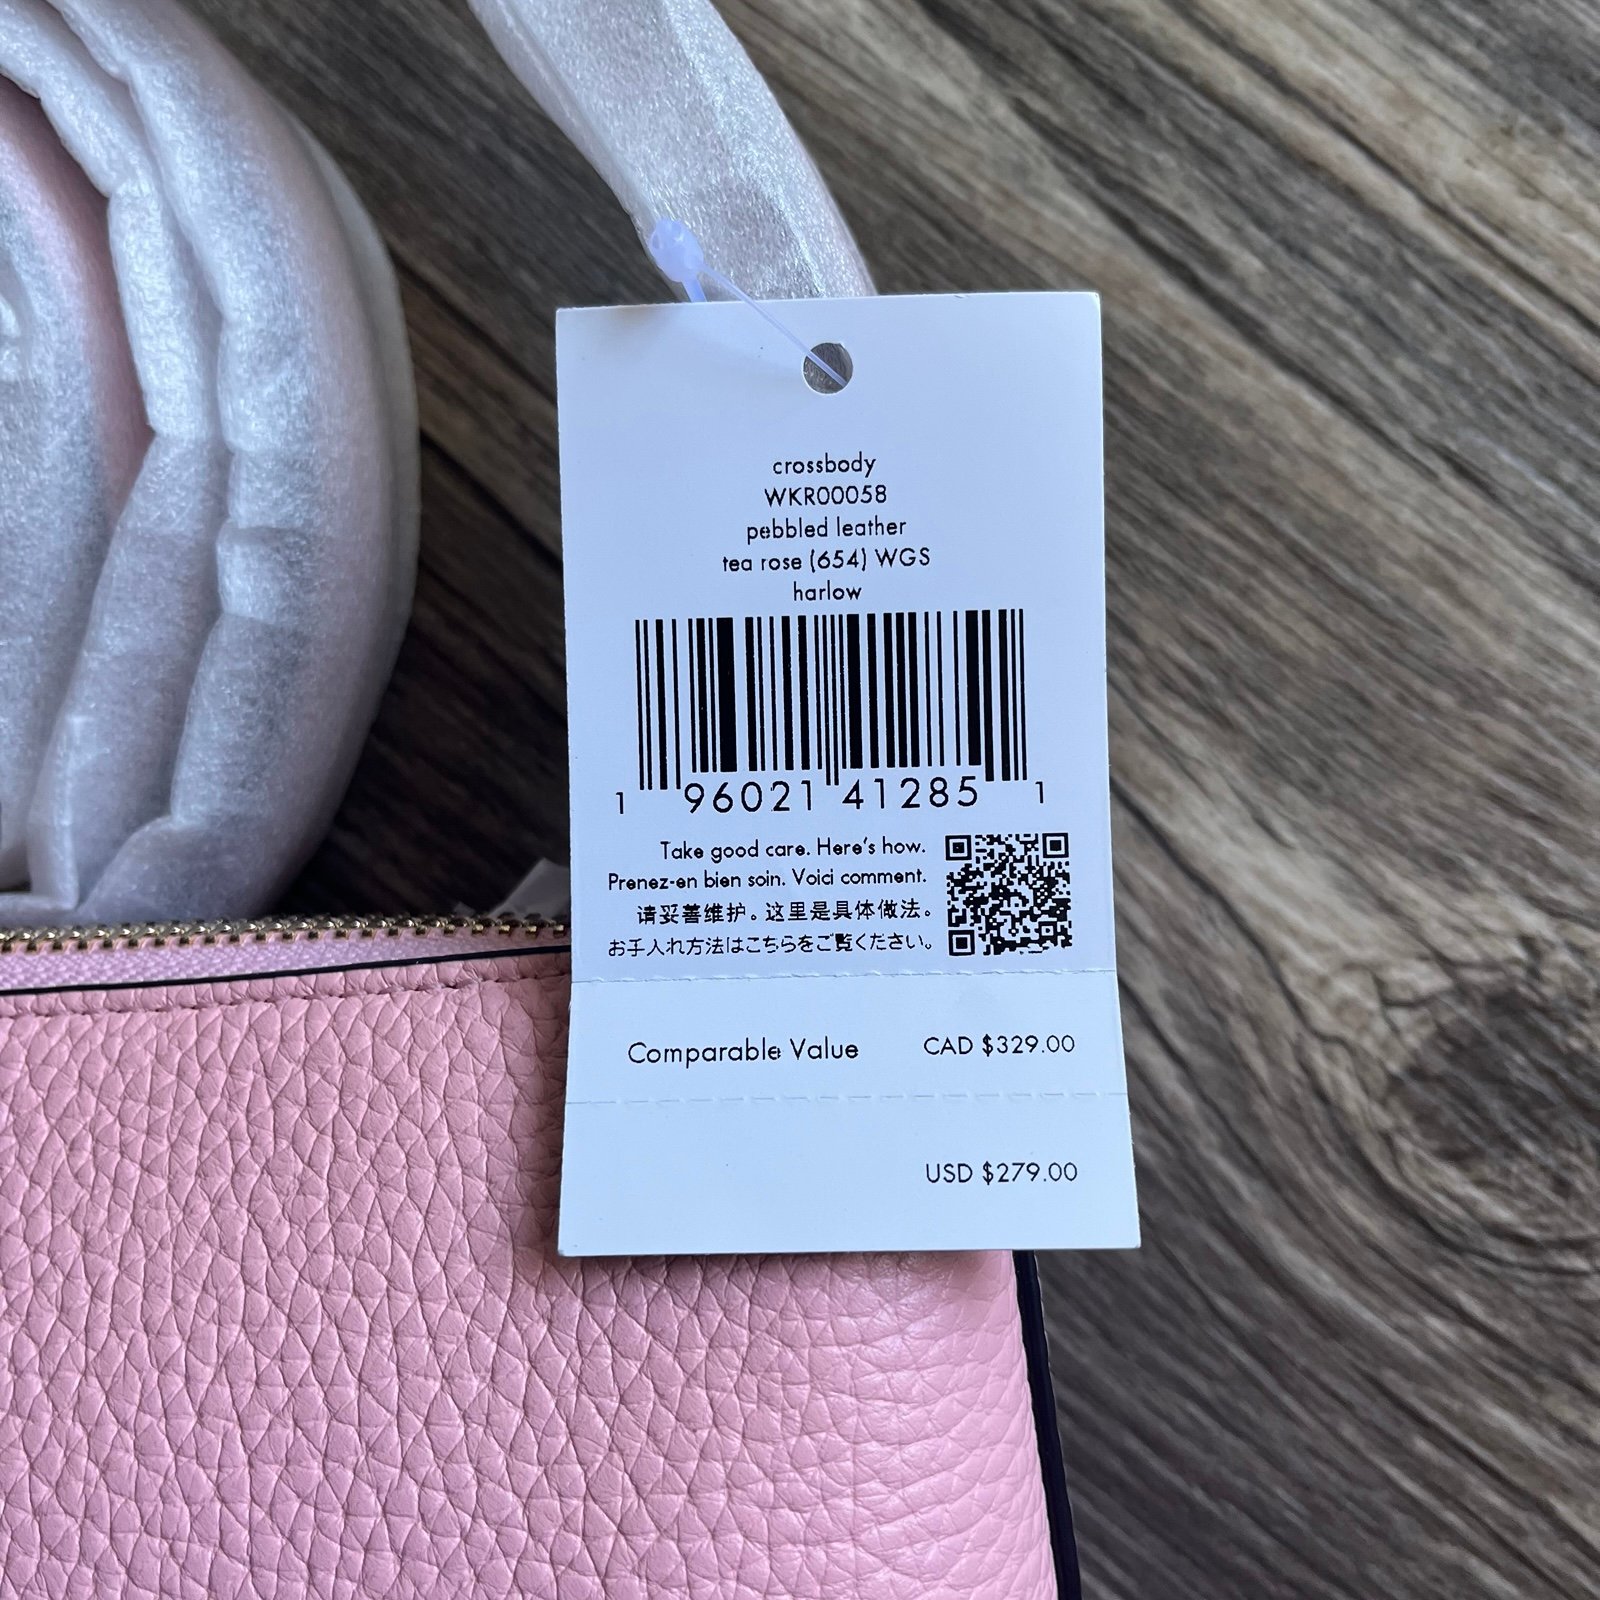 crossbody
WKR00058
pebbled leather
tea rose (654) WGS
harlow
1 96021 41285 1
Take good care. Here's how.
Prenez-en bien soin. Voici comment.
请妥善维护。这里是具体做法。
お手入れ方法はこちらをご覧ください。
Comparable Value CAD $329.00
USD $279.00